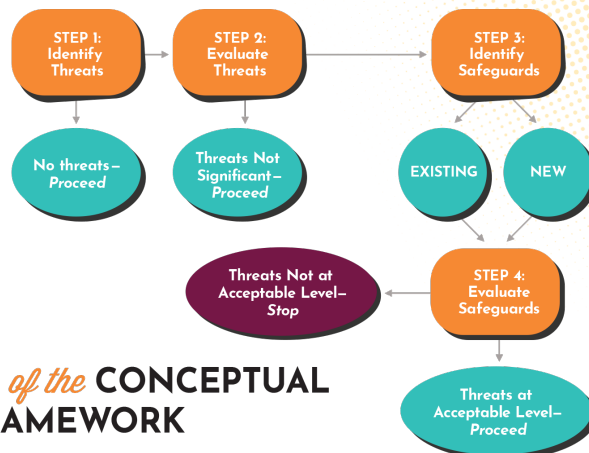 STEP 1:
Identify
Threats
STEP 2:
Evaluate
Threats
STEP 3:
Identify
Safeguards
No threats—
Proceed
Threats Not
Significant—
Proceed
EXISTING
NEW
Threats Not at
Acceptable Level—
Stop
STEP 4:
Evaluate
Safeguards
Threats at
Acceptable Level—
Proceed
of the CONCEPTUAL
AMEWORK